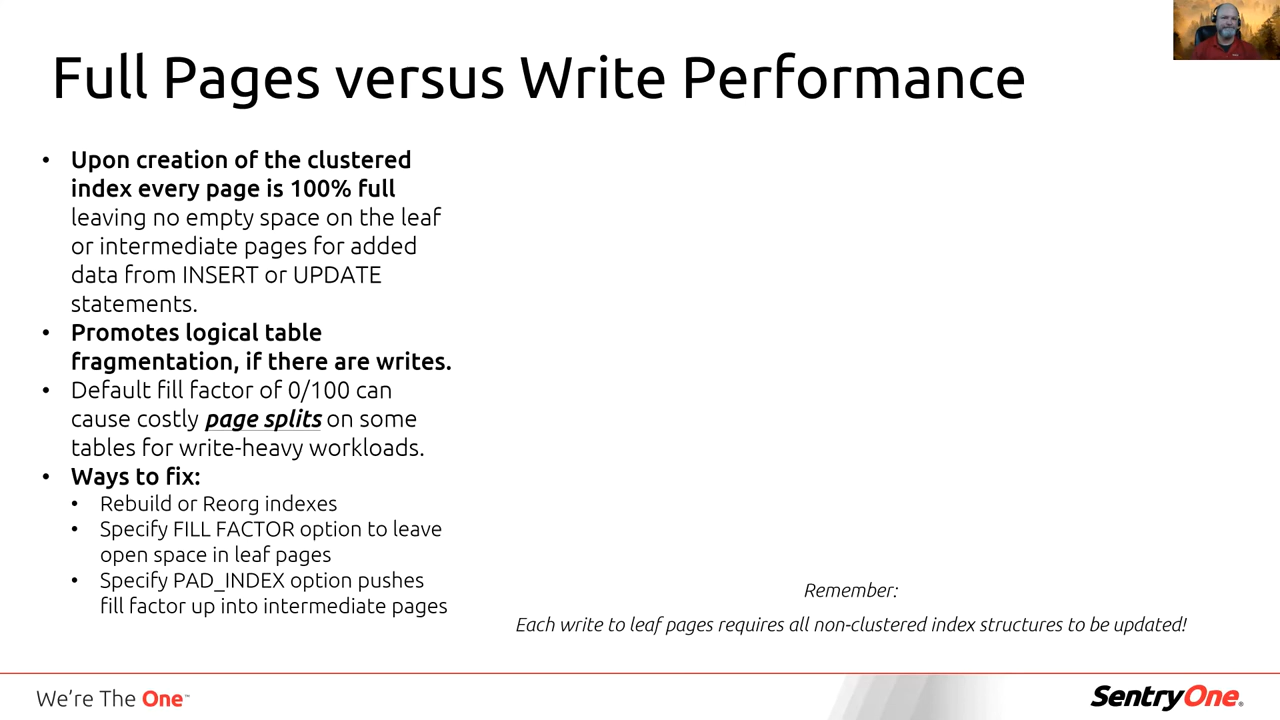 Full Pages versus Write Performance
• Upon creation of the clustered
index every page is 100% full
leaving no empty space on the leaf
or intermediate pages for added
data from INSERT or UPDATE
statements.
• Promotes logical table
fragmentation, if there are writes.
• Default fill factor of 0/100 can
cause costly page splits on some
tables for write-heavy workloads.
• Ways to fix:
• Rebuild or Reorg indexes
• Specify FILL FACTOR option to leave
open space in leaf pages
• Specify PAD_INDEX option pushes
fill factor up into intermediate pages
Remember:
Each write to leaf pages requires all non-clustered index structures to be updated!
We're The One™
SentryOne®